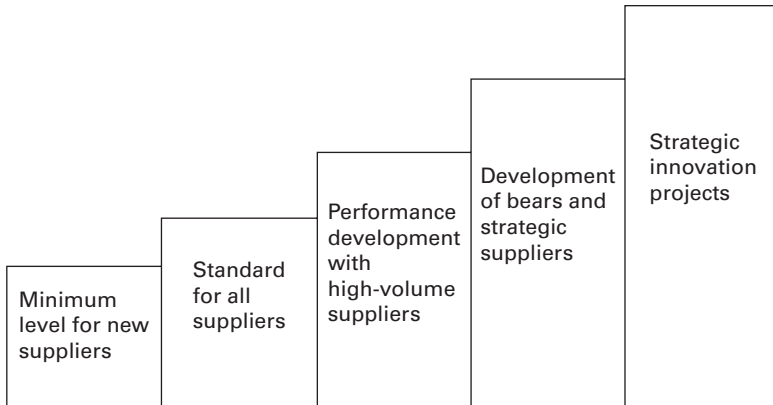 Minimum
level for new
suppliers
Standard
for all
suppliers
Performance
development
with
high-volume
suppliers
Development
of bears and
strategic
suppliers
Strategic
innovation
projects